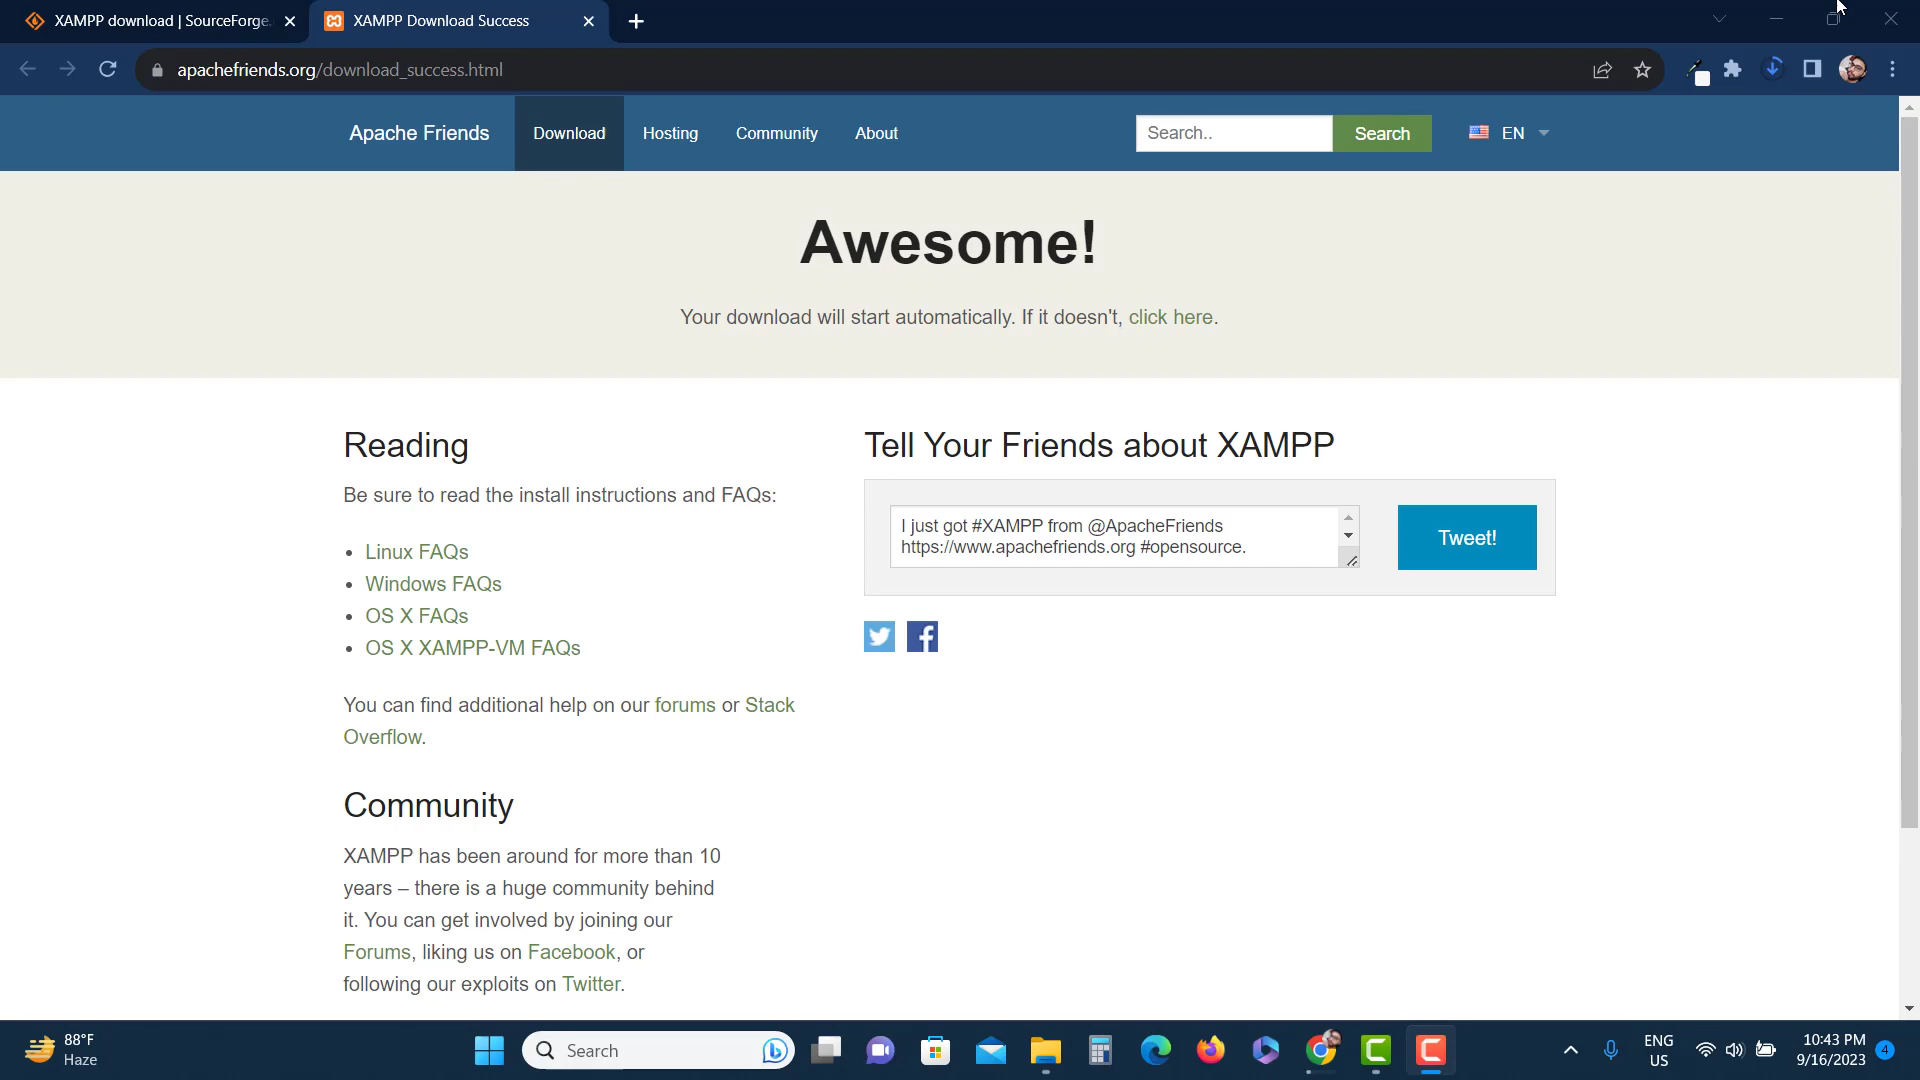 XAMPP download | SourceForge.
XAMPP Download Success
apachefriends.org/download_success.html
Apache Friends
Download
Hosting
Community
About
Search..
Search
EN
Awesome!
Your download will start automatically. If it doesn't, click here.
Reading
Be sure to read the install instructions and FAQs:
Linux FAQs
Windows FAQs
OS X FAQs
OS X XAMPP-VM FAQs
You can find additional help on our forums or Stack
Overflow.
Tell Your Friends about XAMPP
I just got #XAMPP from @ApacheFriends
https://www.apachefriends.org #opensource.
Tweet!
Community
XAMPP has been around for more than 10
years – there is a huge community behind
it. You can get involved by joining our
Forums, liking us on Facebook, or
following our exploits on Twitter.
88°F
Haze
Search
ENG
US
10:43 PM
9/16/2023
4